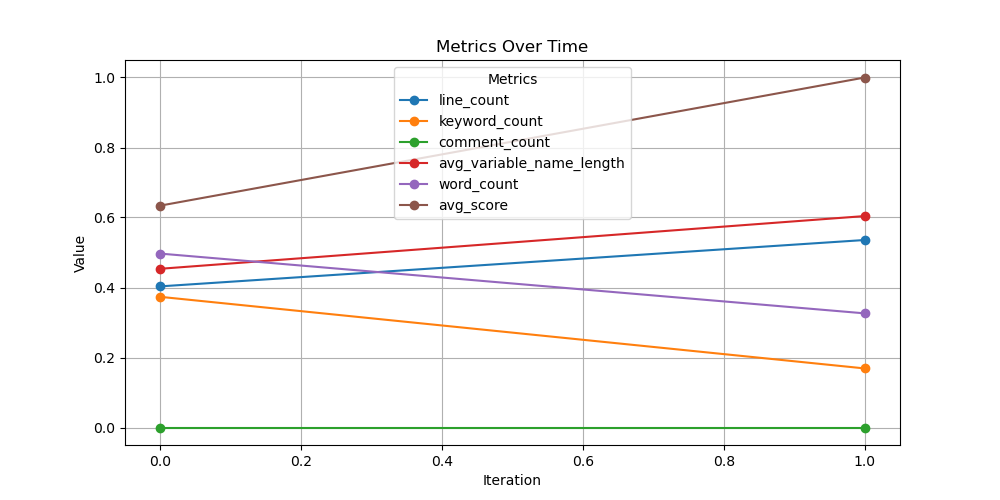 Metrics Over Time
Metrics
line_count
keyword_count
comment_count
avg_variable_name_length
word_count
avg_score
Value
1.0
0.8
0.6
0.4
0.2
0.0
0.0 0.2 0.4 0.6 0.8 1.0
Iteration